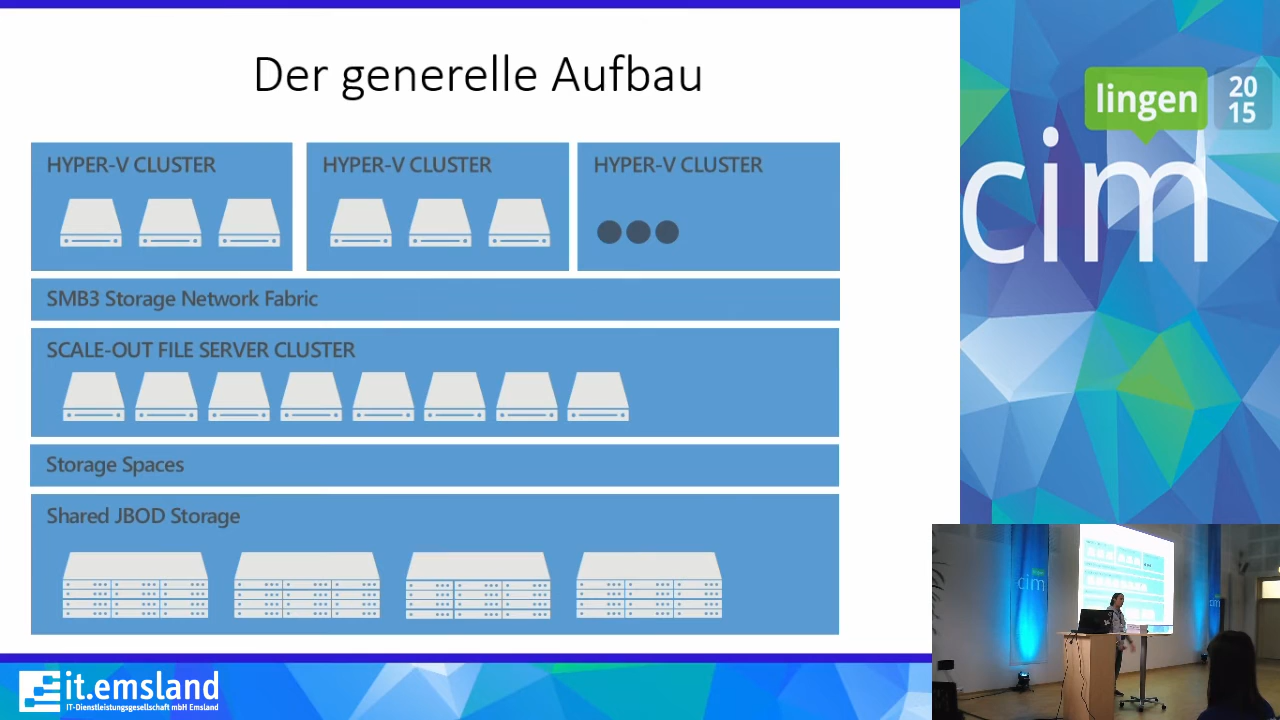 Der generelle Aufbau
HYPER-V CLUSTER
HYPER-V CLUSTER
HYPER-V CLUSTER
SMB3 Storage Network Fabric
SCALE-OUT FILE SERVER CLUSTER
Storage Spaces
Shared JBOD Storage
it.emsland
IT-Dienstleistungsgesellschaft mbH Emsland
lingen
20
15
cim
cim